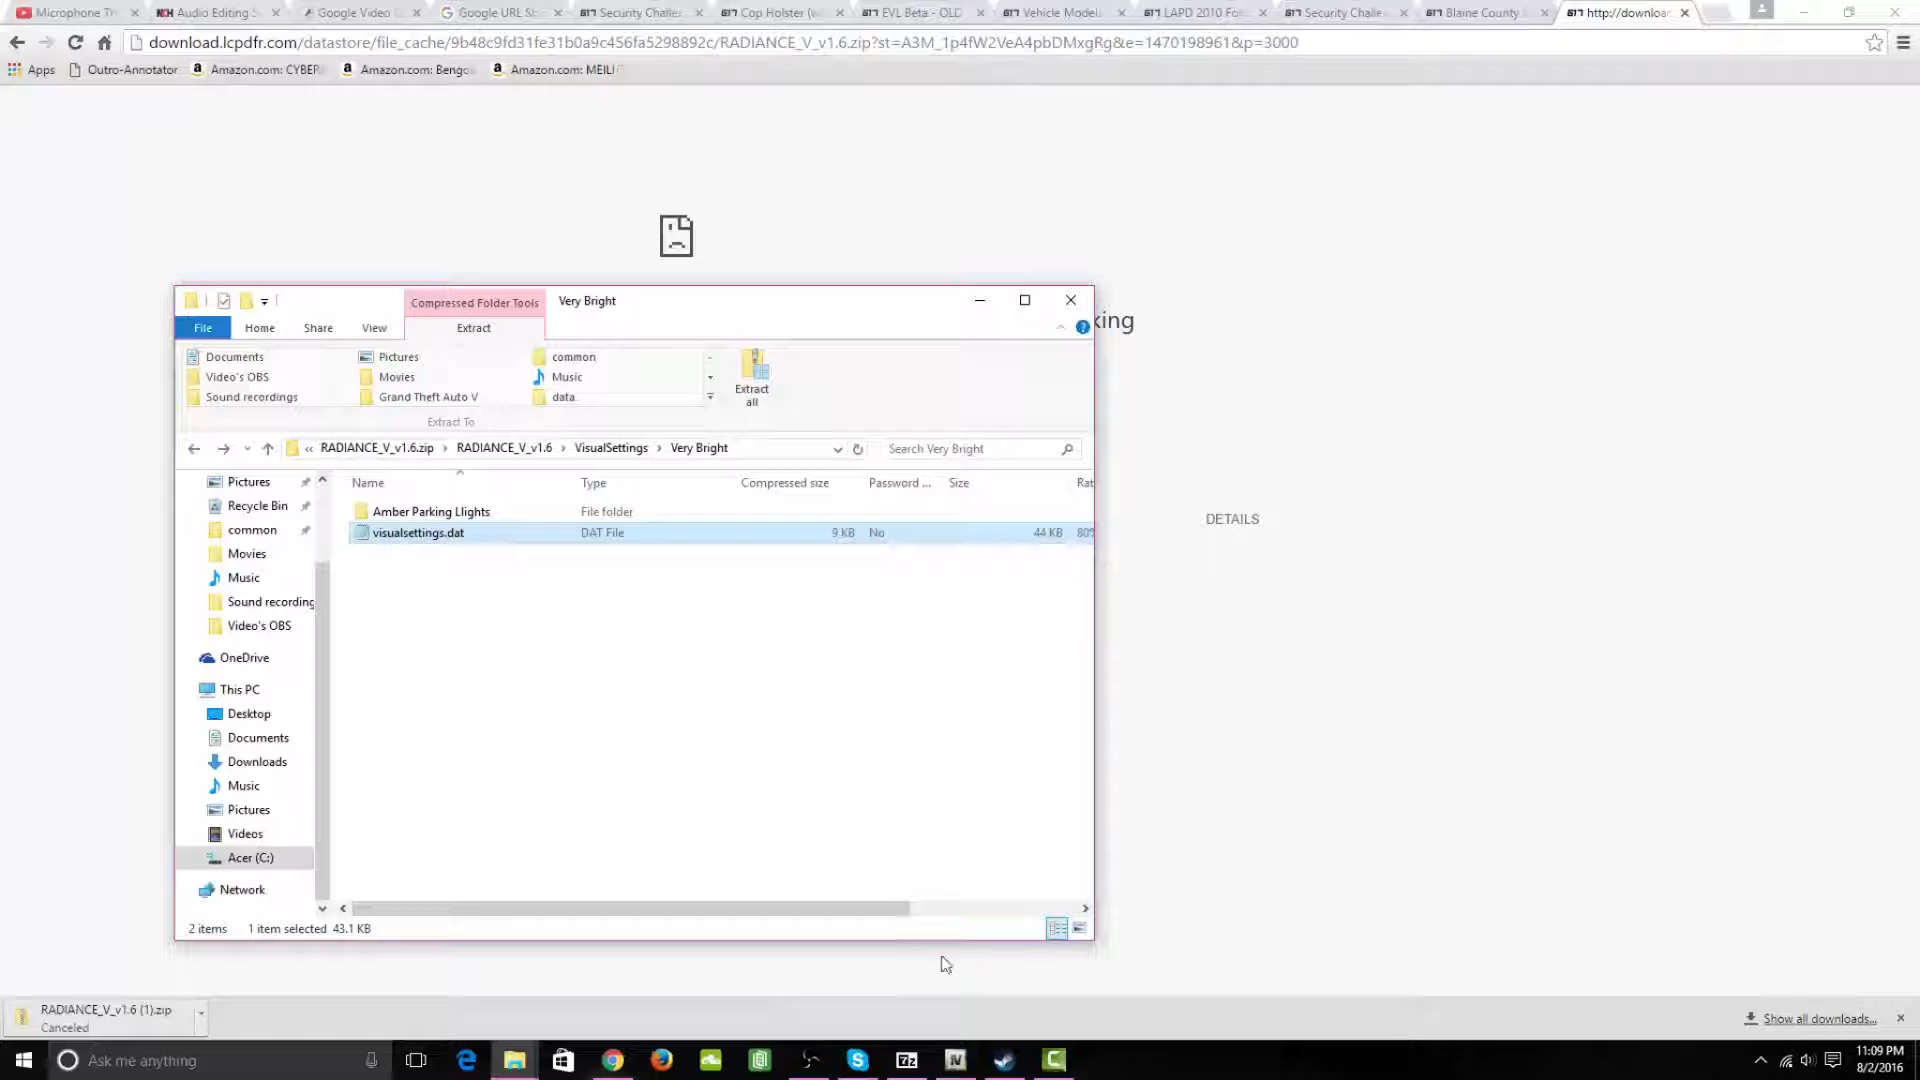 Microphone Tr
NCH Audio Editing S
Google Video C
Google URL Sh
Security Challe
Cop Holster (w
EVL Beta - OLD
Vehicle Model
LAPD 2010 Fo
Security Challe
Blaine County
http://downloa
download.lcpdfr.com/datastore/file_cache/9b48c9fd31fe31b0a9c456fa5298892c/RADIANCE_V_v1.6.zip?st=A3M_1p4fW2VeA4pbDMxgRg&e=1470198961&p=3000
Apps Outro-Annotator Amazon.com: CYBER Amazon.com: Bengo Amazon.com: MEILI
king
DETAILS
Compressed Folder Tools Very Bright
File Home Share View Extract
Documents Pictures common
Video's OBS Movies Music
Sound recordings Grand Theft Auto V data
Extract all
Extract To
« RADIANCE_V_v1.6.zip › RADIANCE_V_v1.6 › VisualSettings › Very Bright
Search Very Bright
Name Type Compressed size Password ... Size Rat
Amber Parking Llights File folder
visualsettings.dat DAT File 9 KB No 44 KB 80%
Pictures
Recycle Bin
common
Movies
Music
Sound recording
Video's OBS
OneDrive
This PC
Desktop
Documents
Downloads
Music
Pictures
Videos
Acer (C:)
Network
2 items 1 item selected 43.1 KB
RADIANCE_V_v1.6 (1).zip
Canceled
Show all downloads...
Ask me anything
7z
IV
11:09 PM
8/2/2016